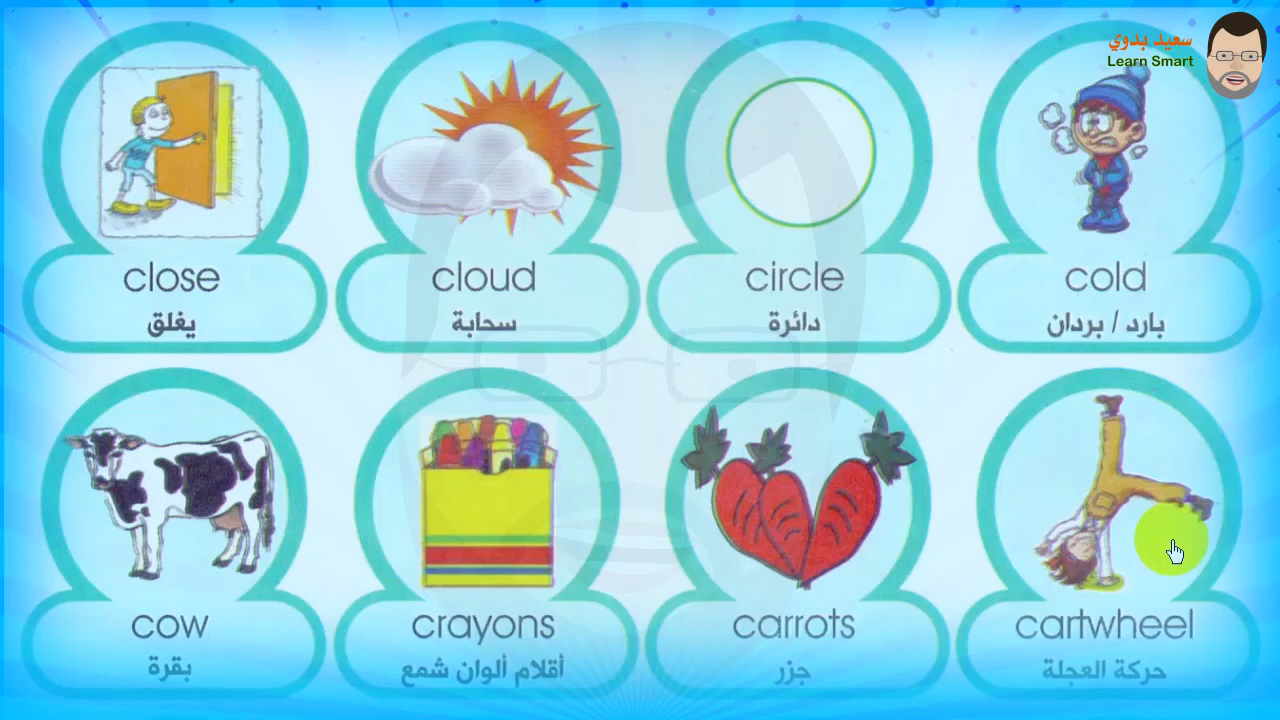 سعيد بدوي
Learn Smart
close
يغلق
cloud
سحابة
circle
دائرة
cold
بارد / بردان
cow
بقرة
crayons
أقلام ألوان شمع
carrots
جزر
cartwheel
حركة العجلة